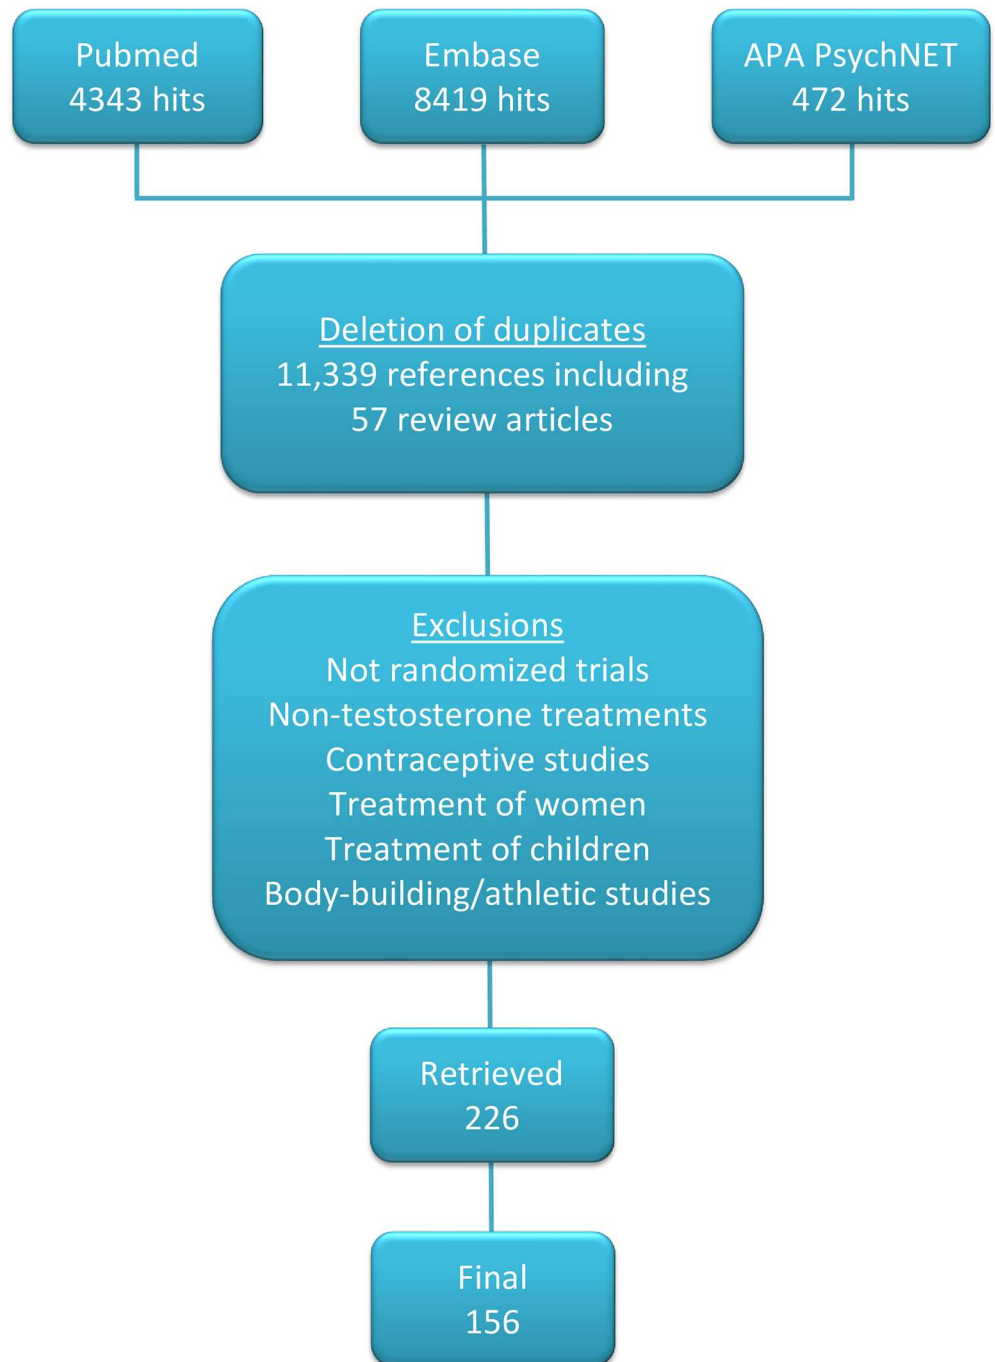 Pubmed
4343 hits
Embase
8419 hits
APA PsychNET
472 hits
Deletion of duplicates
11,339 references including
57 review articles
Exclusions
Not randomized trials
Non-testosterone treatments
Contraceptive studies
Treatment of women
Treatment of children
Body-building/athletic studies
Retrieved
226
Final
156